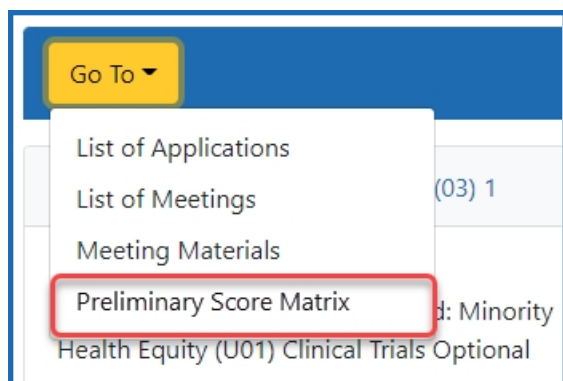 Go To
List of Applications
List of Meetings
(03) 1
Meeting Materials
Preliminary Score Matrix
d: Minority
Health Equity (U01) Clinical Trials Optional